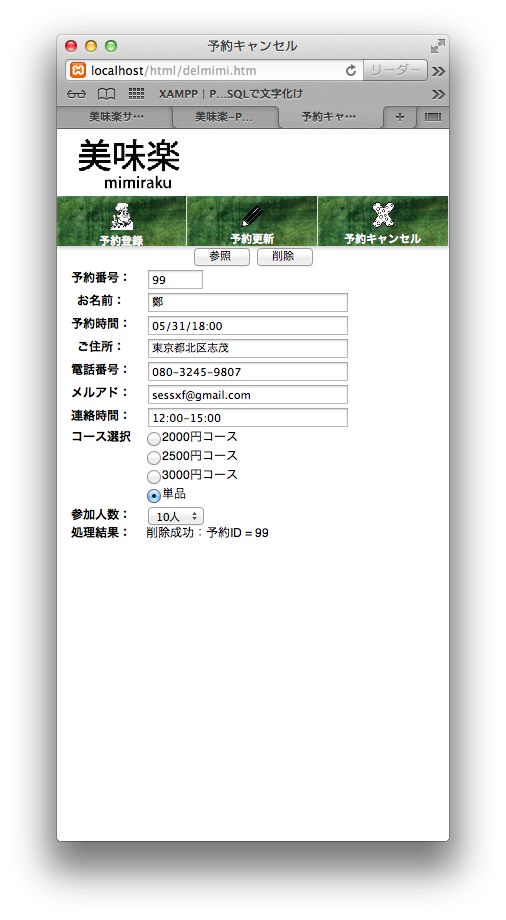 予約キャンセル
localhost/html/delmimi.htm
リーダー
XAMPP | P...SQLで文字化け
美味楽サ…
美味楽-P...
予約キャ…
美味楽
mimiraku
予約登録
予約更新
予約キャンセル
参照
削除
予約番号： 99
お名前： 鄭
予約時間： 05/31/18:00
ご住所： 東京都北区志茂
電話番号： 080-3245-9807
メルアド： sessxf@gmail.com
連絡時間： 12:00-15:00
コース選択 2000円コース
2500円コース
3000円コース
単品
参加人数： 10人
処理結果： 削除成功：予約ID = 99